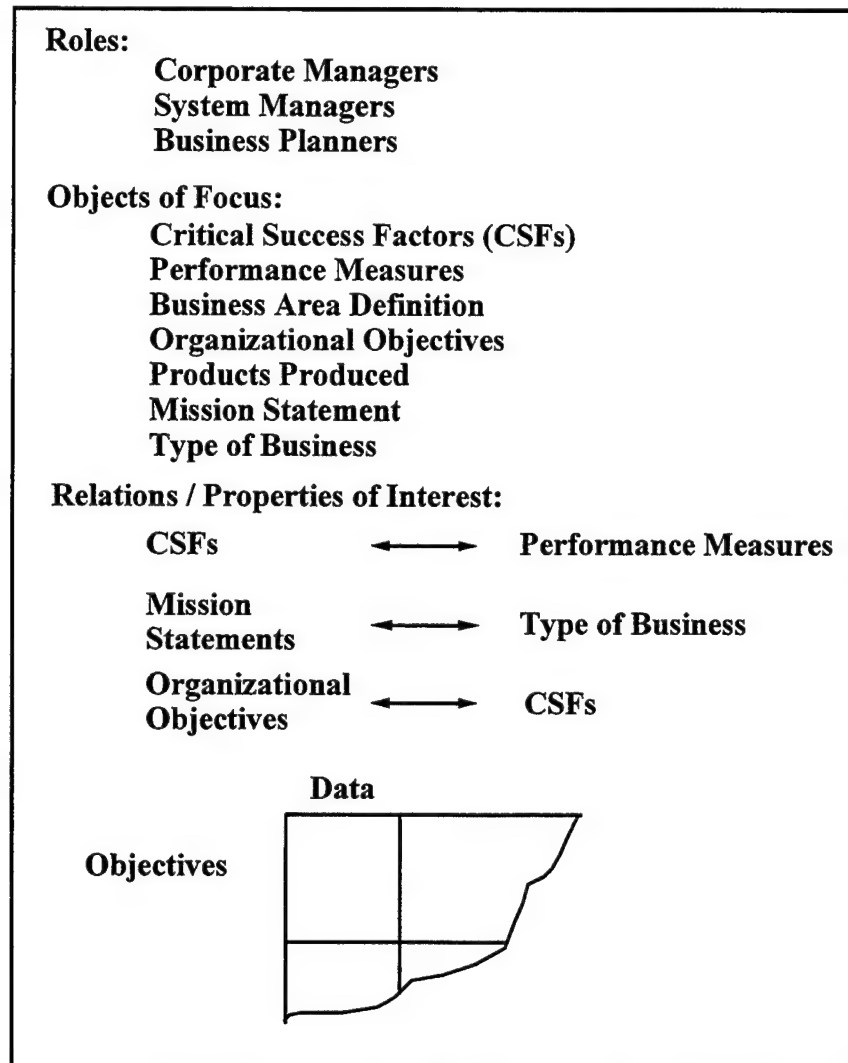 Roles:
Corporate Managers
System Managers
Business Planners
Objects of Focus:
Critical Success Factors (CSFs)
Performance Measures
Business Area Definition
Organizational Objectives
Products Produced
Mission Statement
Type of Business
Relations / Properties of Interest:
CSFs Performance Measures
Mission
Statements Type of Business
Organizational
Objectives CSFs
Data
Objectives